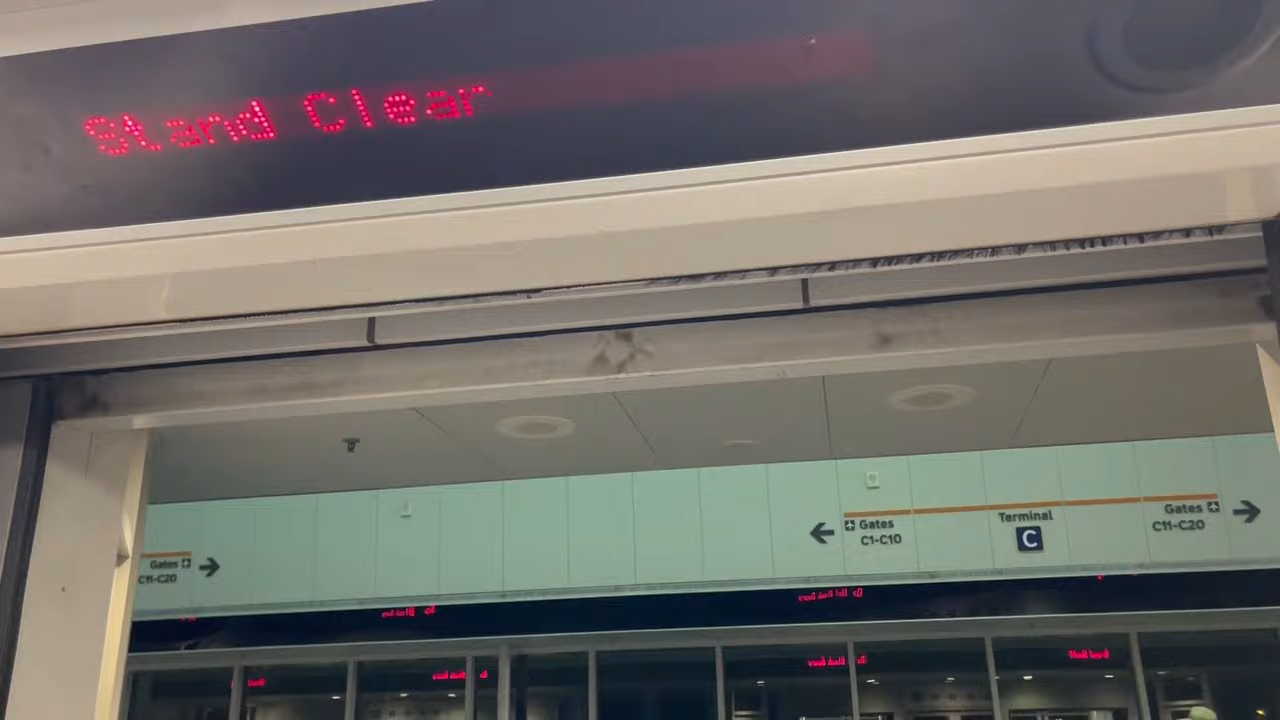 Stand Clear
Gates
C1-C10
Terminal
C
Gates
C11-C20
Gates
C11-C20